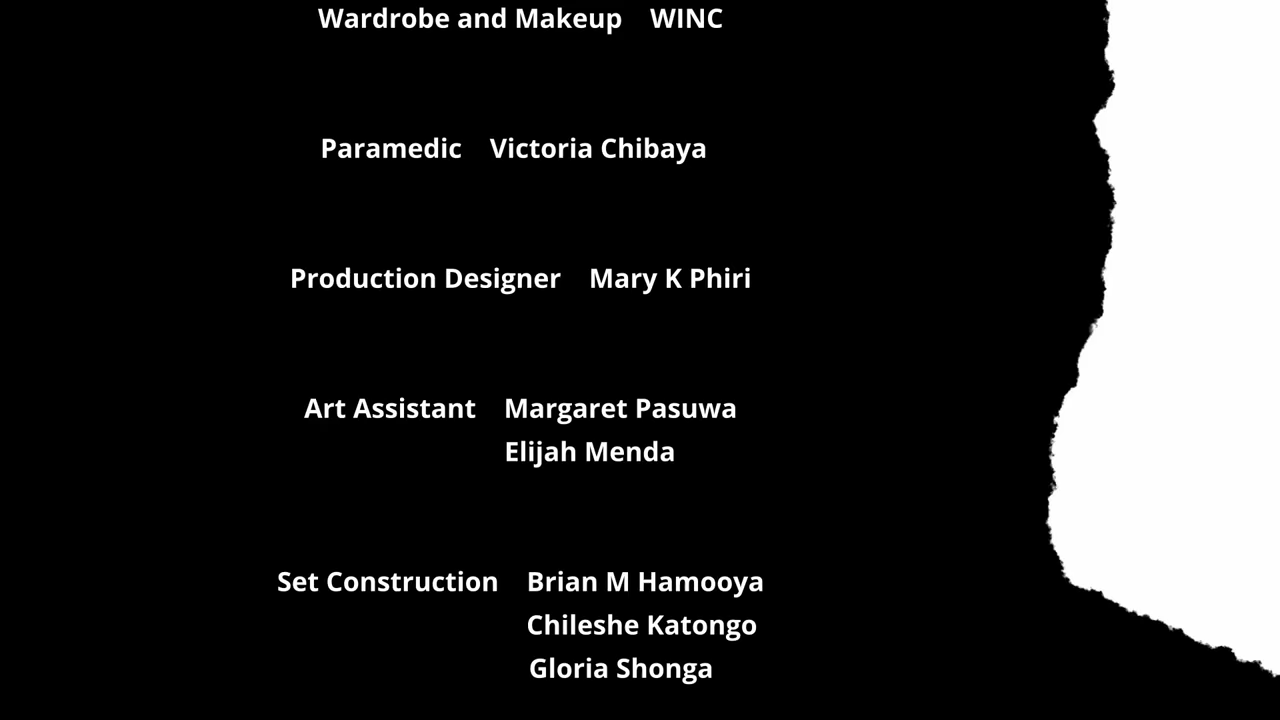 Wardrobe and Makeup WINC
Paramedic Victoria Chibaya
Production Designer Mary K Phiri
Art Assistant Margaret Pasuwa
Elijah Menda
Set Construction Brian M Hamooya
Chileshe Katongo
Gloria Shonga